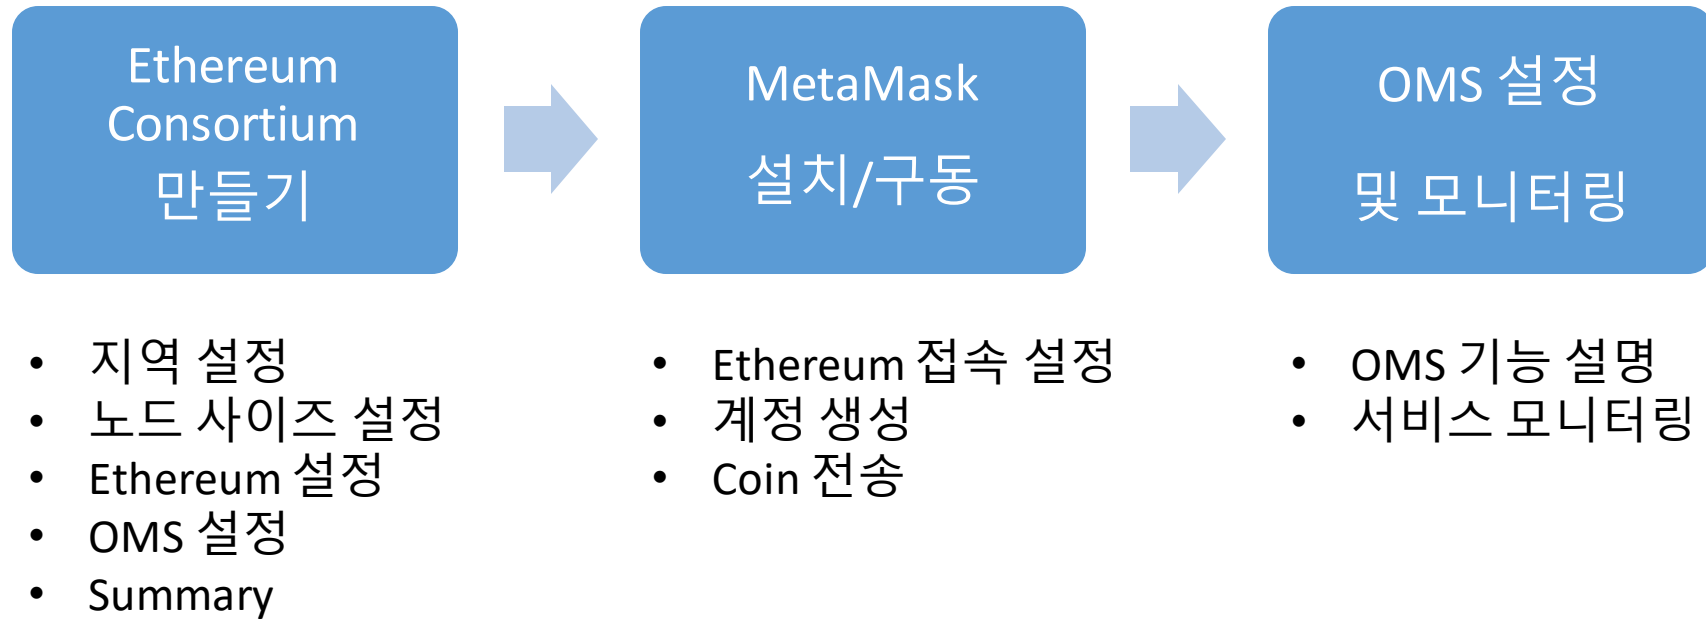 Ethereum
Consortium
만들기
MetaMask
설치/구동
OMS 설정
및 모니터링
• 지역 설정
• 노드 사이즈 설정
• Ethereum 설정
• OMS 설정
• Summary
• Ethereum 접속 설정
• 계정 생성
• Coin 전송
• OMS 기능 설명
• 서비스 모니터링